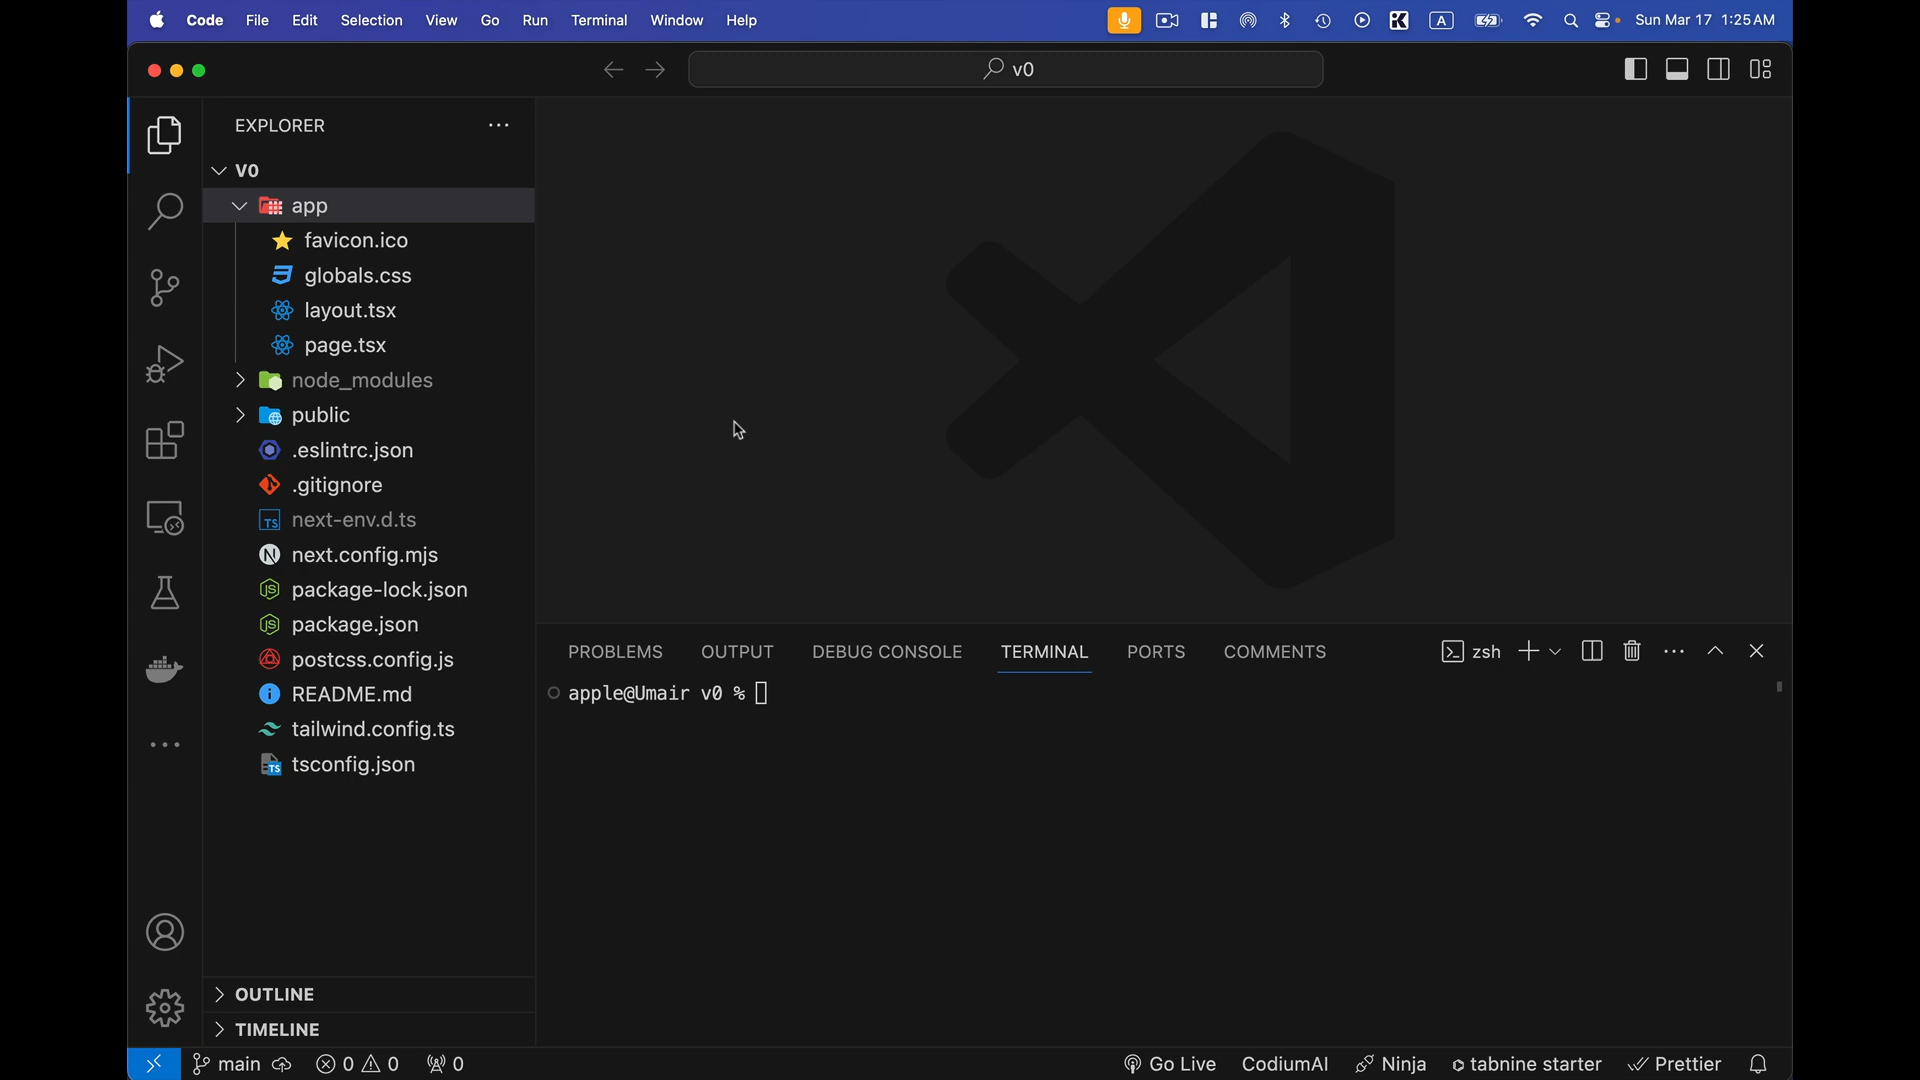 Code File Edit Selection View Go Run Terminal Window Help A Sun Mar 17 1:25 AM
v0
EXPLORER
V0
app
favicon.ico
globals.css
layout.tsx
page.tsx
node_modules
public
.eslintrc.json
.gitignore
TS next-env.d.ts
N next.config.mjs
JS package-lock.json
JS package.json
postcss.config.js
README.md
tailwind.config.ts
TS tsconfig.json
OUTLINE
TIMELINE
PROBLEMS OUTPUT DEBUG CONSOLE TERMINAL PORTS COMMENTS zsh
apple@Umair v0 %
main 0 0 0 Go Live CodiumAI Ninja tabnine starter Prettier